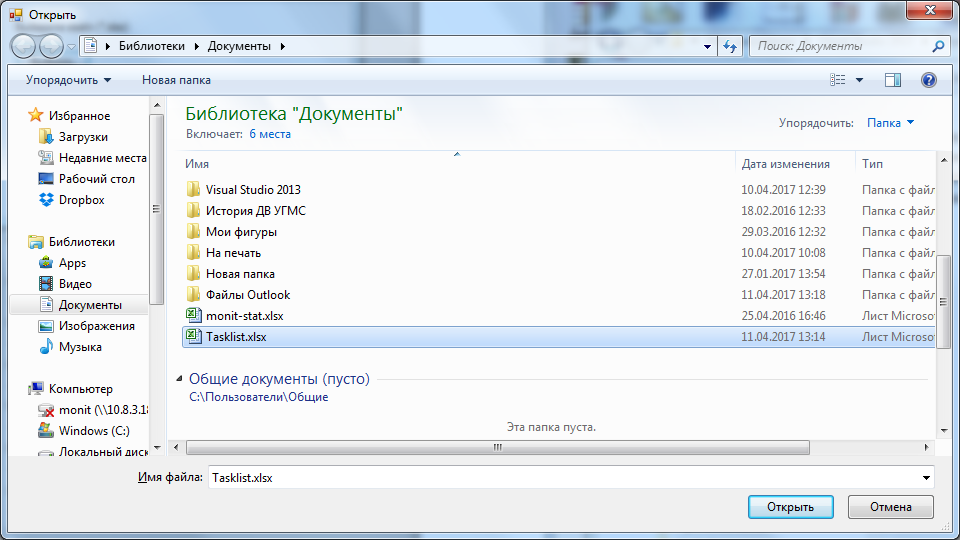 Открыть
Библиотеки Документы
Поиск: Документы
Упорядочить Новая папка
Избранное
Загрузки
Недавние места
Рабочий стол
Dropbox
Библиотеки
Apps
Видео
Документы
Изображения
Музыка
Компьютер
monit (\\10.8.3.18
Windows (C:)
Локальный диск
Библиотека "Документы"
Включает: 6 места
Упорядочить: Папка
Имя Дата изменения Тип
Visual Studio 2013 10.04.2017 12:39 Папка с файл
История ДВ УГМС 18.02.2016 12:33 Папка с файл
Мои фигуры 29.03.2016 12:32 Папка с файл
На печать 10.04.2017 10:08 Папка с файл
Новая папка 27.01.2017 13:54 Папка с файл
Файлы Outlook 11.04.2017 13:18 Папка с файл
monit-stat.xlsx 25.04.2016 16:46 Лист Microsof
Tasklist.xlsx 11.04.2017 13:14 Лист Microsof
Общие документы (пусто)
C:\Пользователи\Общие
Эта папка пуста.
Имя файла: Tasklist.xlsx
Открыть Отмена